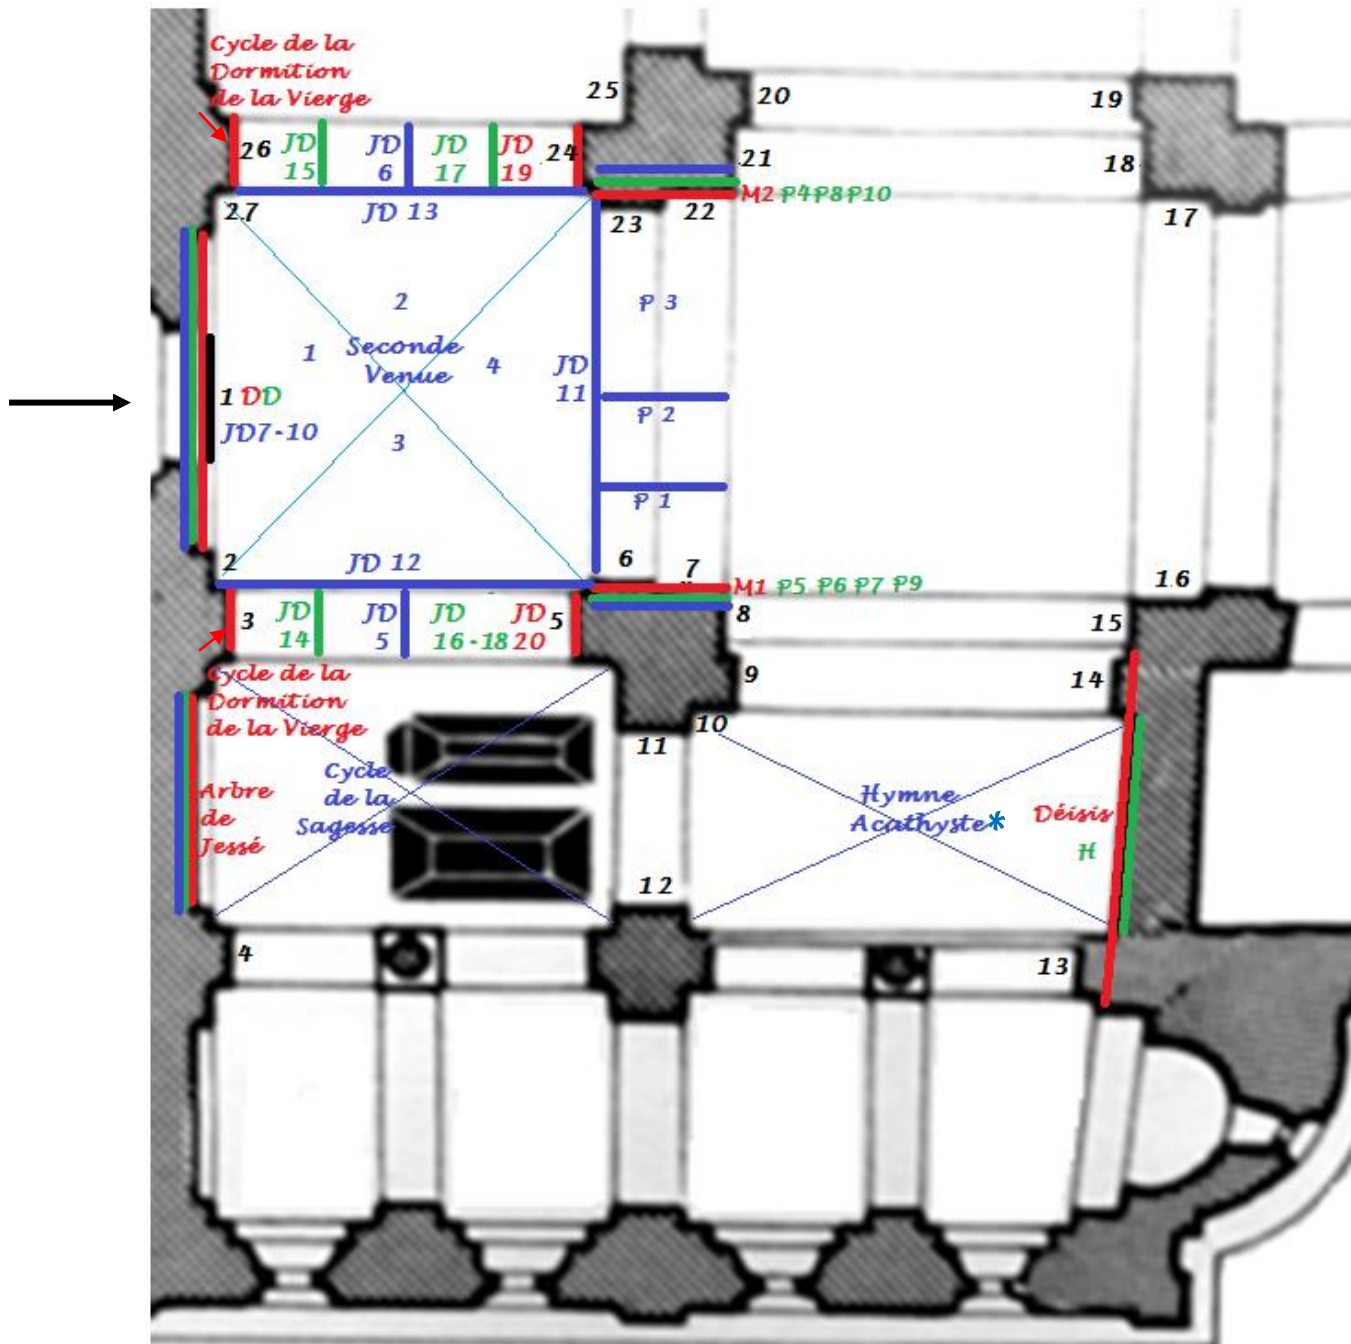 Cycle de la
Dormition
de la Vierge
25
20
19
26
JD
15
JD
6
JD
17
JD
19
24
21
18
27
JD 13
23
22
M2 P4P8P10
17
2
P 3
1
Seconde
Venue
4
JD
11
1 DD
JD7-10
P 2
3
P 1
2
JD 12
6
7
M1 P5 P6 P7 P9
16
3
JD
14
JD
5
JD
16-18
JD
20
5
8
15
Cycle de la
Dormition
de la Vierge
9
14
10
11
Cycle
de la
Sagesse
Arbre
de
Jessé
Hymne
Acathyste*
Déisis
H
12
4
13